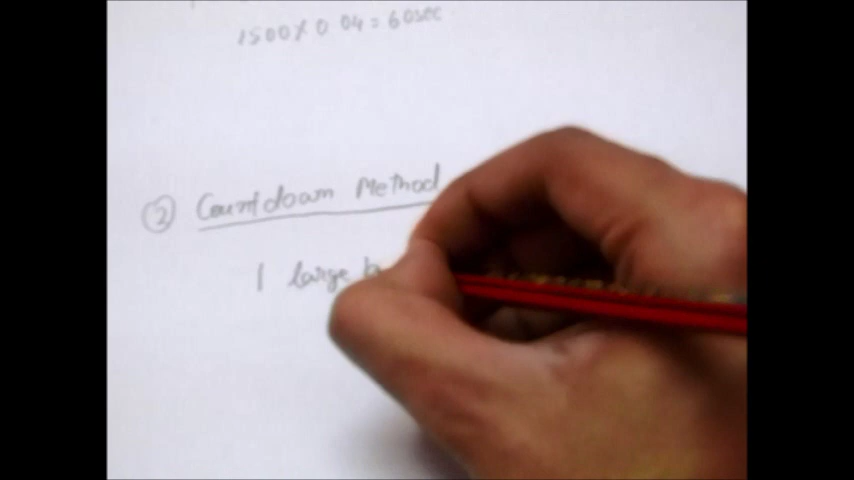 1500 X 0.04 = 60sec
② Countdown Method
1 large b